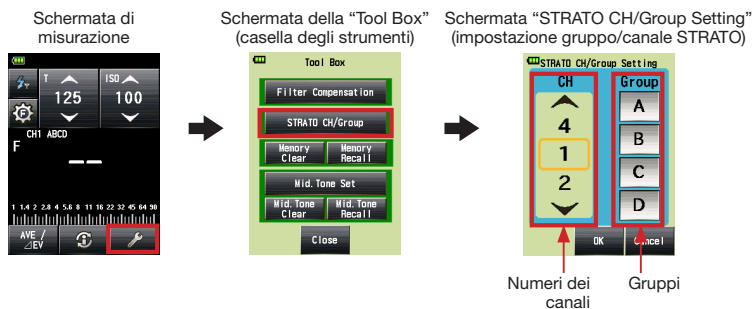 Schermata di
misurazione
T
125
ISO
100
CH1 ABCD
F
1 1.4 2 2.8 4 5.6 8 11 16 22 32 45 64 90
AVE /
⊿EV
Schermata della “Tool Box”
(casella degli strumenti)
Tool Box
Filter Compensation
STRATO CH/Group
Memory Clear
Memory Recall
Mid. Tone Set
Mid. Tone Clear
Mid. Tone Recall
Close
Schermata “STRATO CH/Group Setting”
(impostazione gruppo/canale STRATO)
STRATO CH/Group Setting
CH
Group
4
1
2
A
B
C
D
OK
Cancel
Numeri dei
canali
Gruppi